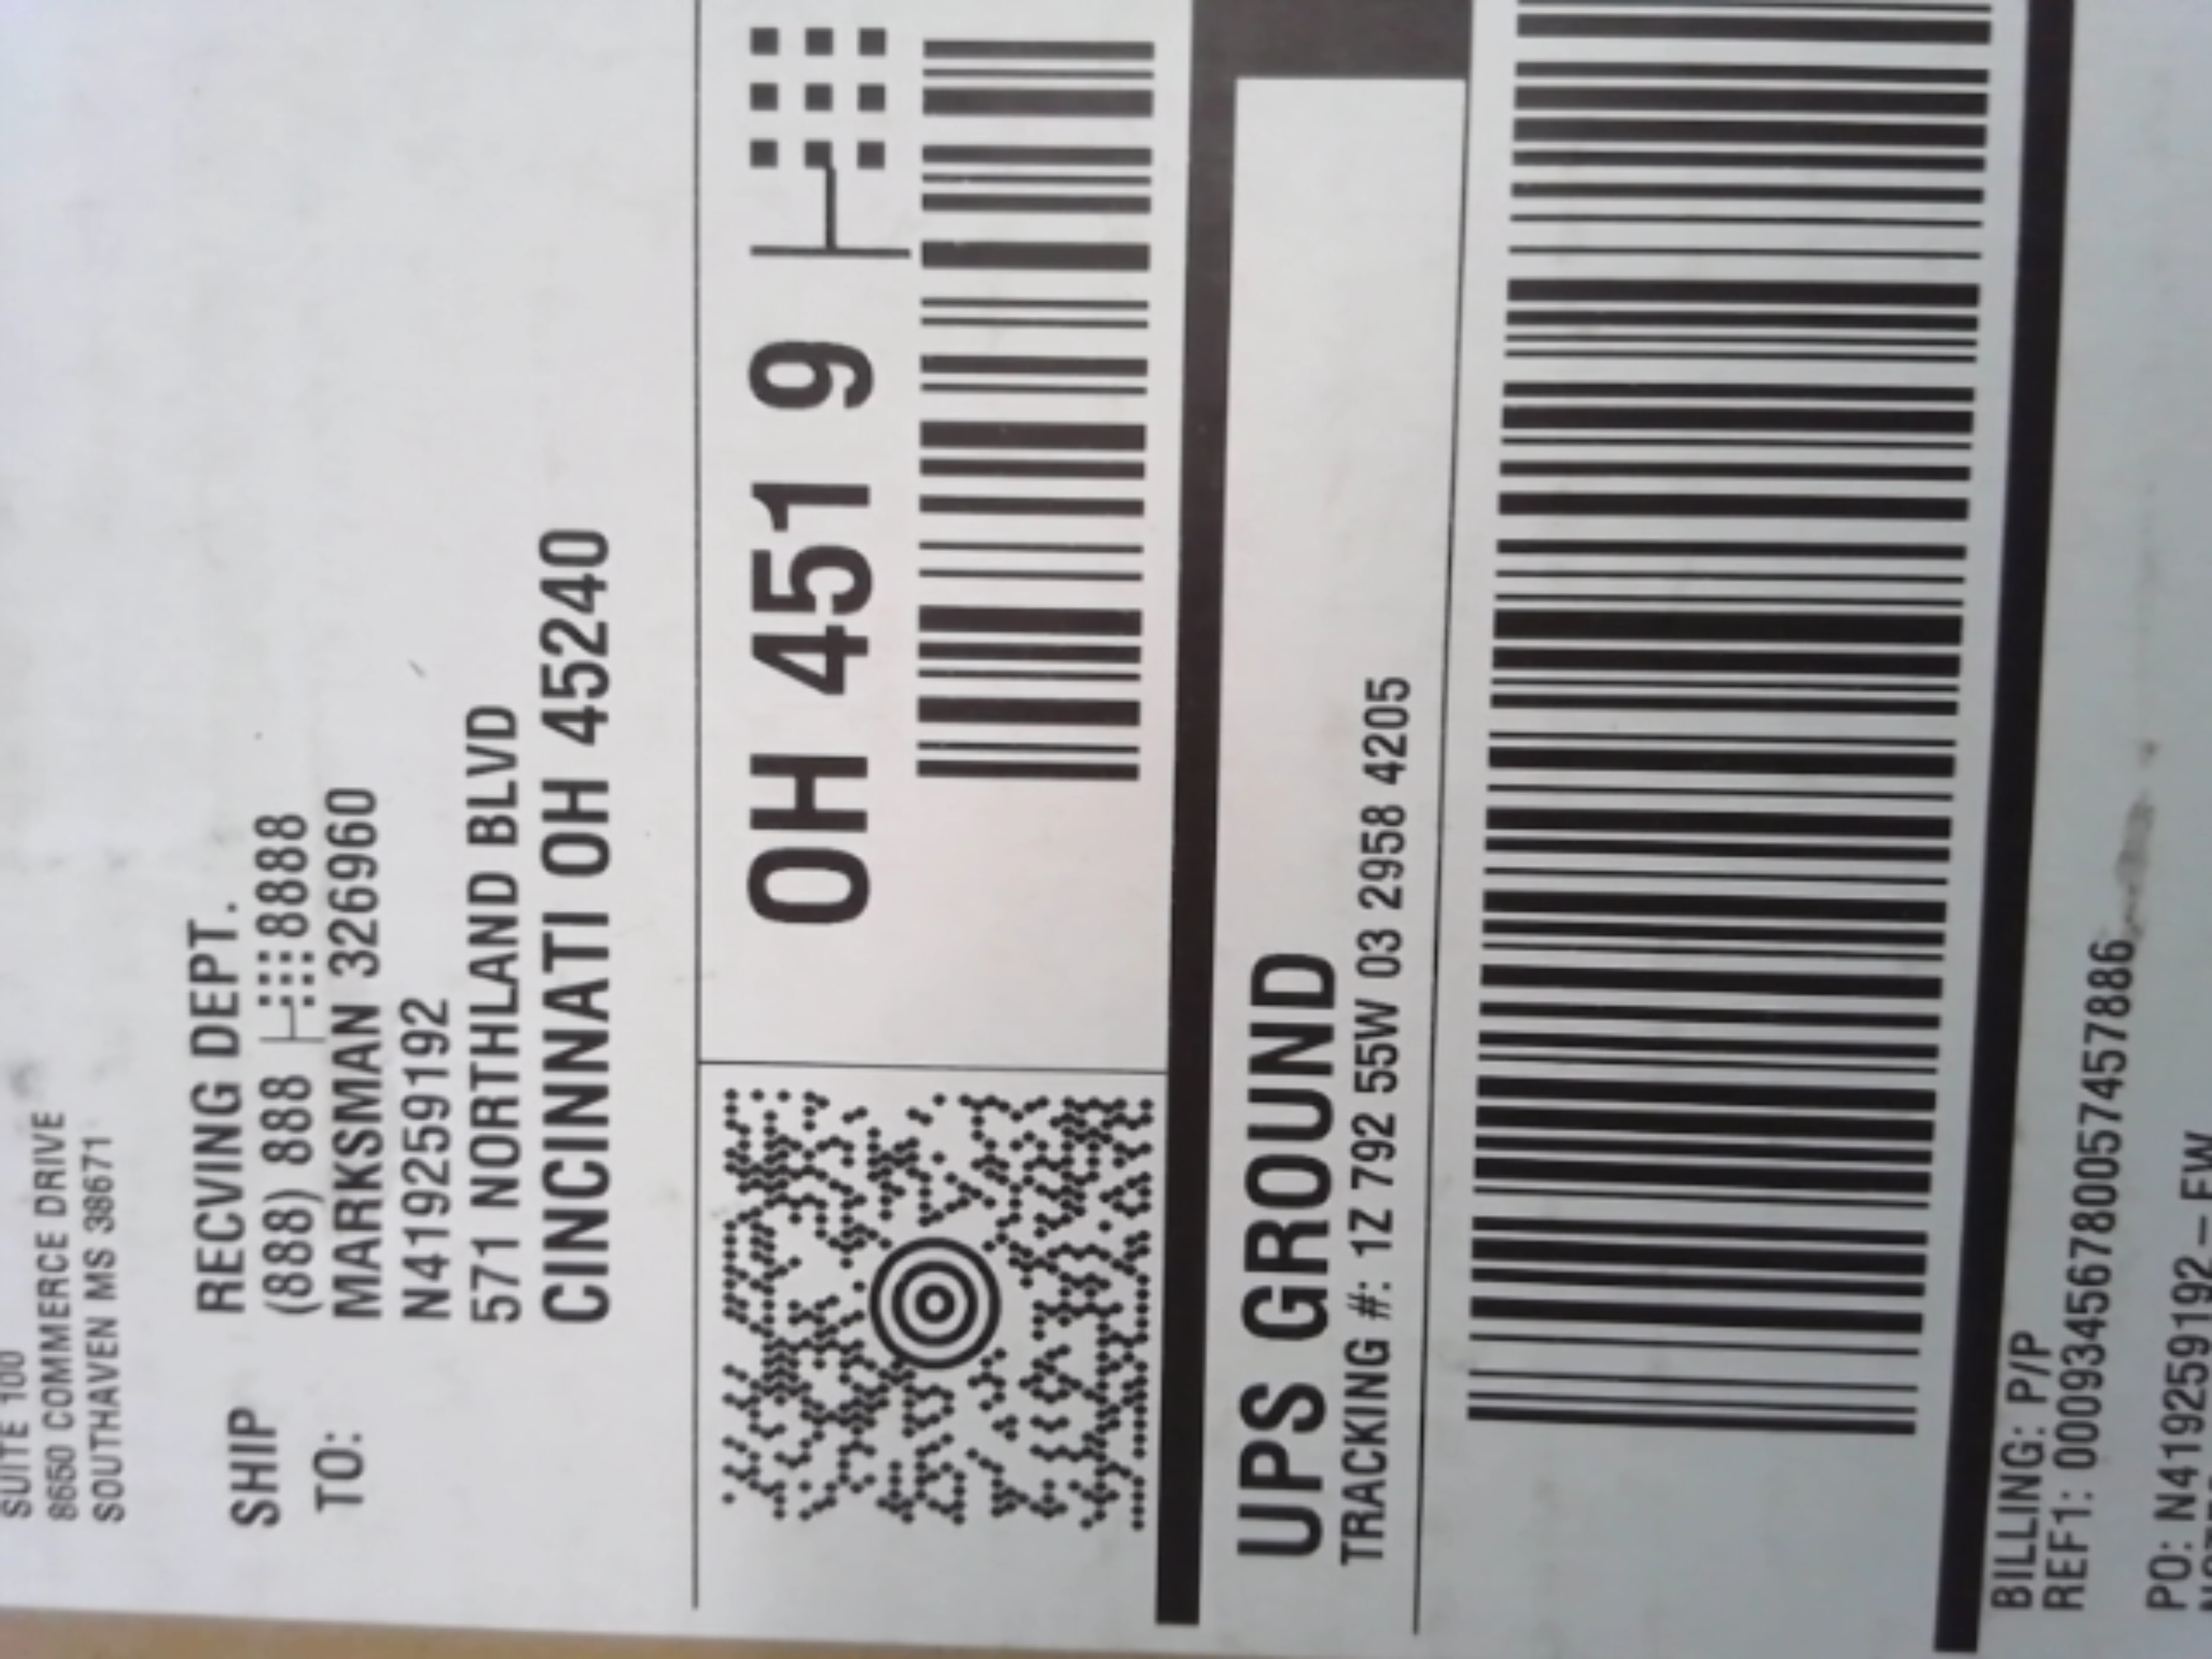 SUITE 100
8650 COMMERCE DRIVE
SOUTHAVEN MS 38671
SHIP TO:
RECVING DEPT.
(888) 888 8888
MARKSMAN 326960
N419259192
571 NORTHLAND BLVD
CINCINNATI OH 45240
OH 451 9
UPS GROUND
TRACKING #: 1Z 792 55W 03 2958 4205
BILLING: P/P
REF1: 00093456780057457886
PO: N419259192-EW